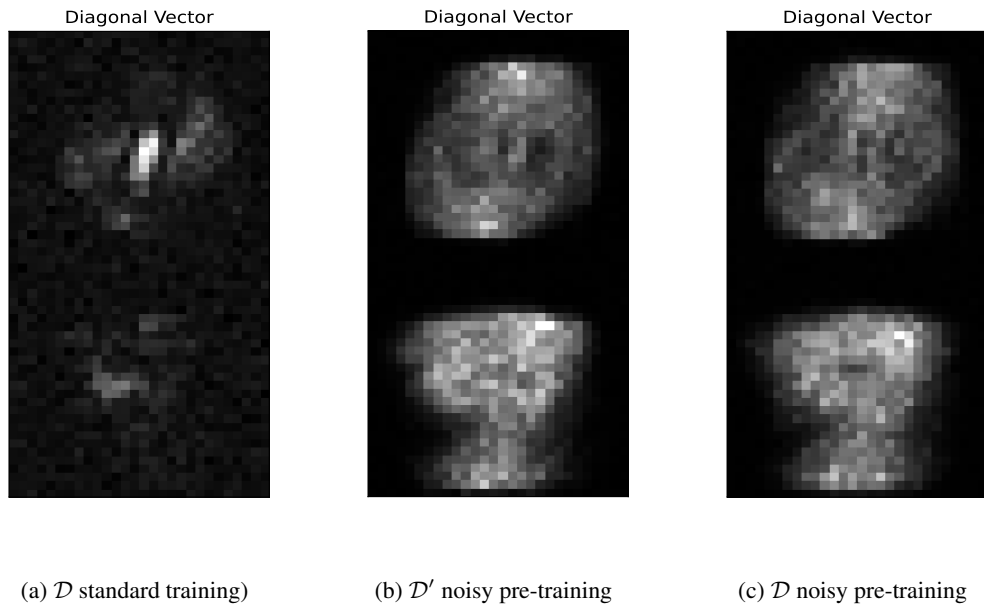 Diagonal Vector
Diagonal Vector
Diagonal Vector
(a) 𝒟 standard training)
(b) 𝒟′ noisy pre-training
(c) 𝒟 noisy pre-training